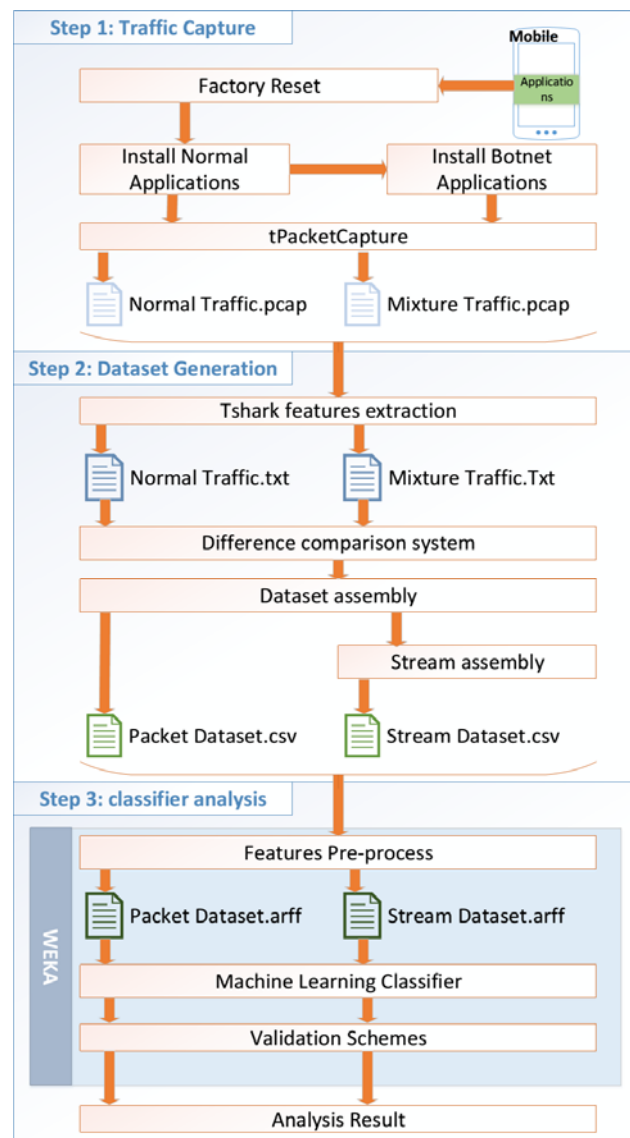 Step 1: Traffic Capture
Mobile
Applicatio
ns
Factory Reset
Install Normal
Applications
Install Botnet
Applications
tPacketCapture
Normal Traffic.pcap
Mixture Traffic.pcap
Step 2: Dataset Generation
Tshark features extraction
Normal Traffic.txt
Mixture Traffic.Txt
Difference comparison system
Dataset assembly
Stream assembly
Packet Dataset.csv
Stream Dataset.csv
Step 3: classifier analysis
WEKA
Features Pre-process
Packet Dataset.arff
Stream Dataset.arff
Machine Learning Classifier
Validation Schemes
Analysis Result